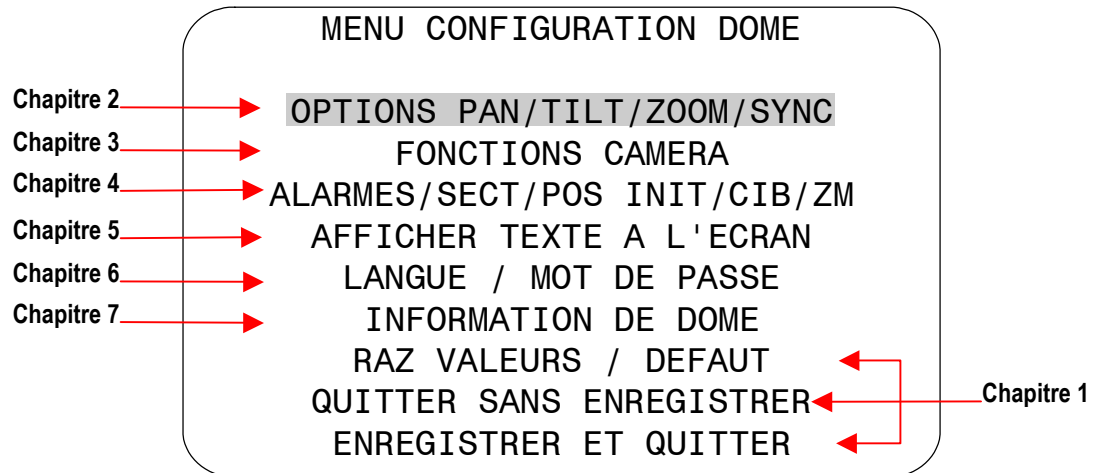 MENU CONFIGURATION DOME
Chapitre 2
OPTIONS PAN/TILT/ZOOM/SYNC
Chapitre 3
FONCTIONS CAMERA
Chapitre 4
ALARMES/SECT/POS INIT/CIB/ZM
Chapitre 5
AFFICHER TEXTE A L'ECRAN
Chapitre 6
LANGUE / MOT DE PASSE
Chapitre 7
INFORMATION DE DOME
RAZ VALEURS / DEFAUT
QUITTER SANS ENREGISTRER
Chapitre 1
ENREGISTRER ET QUITTER